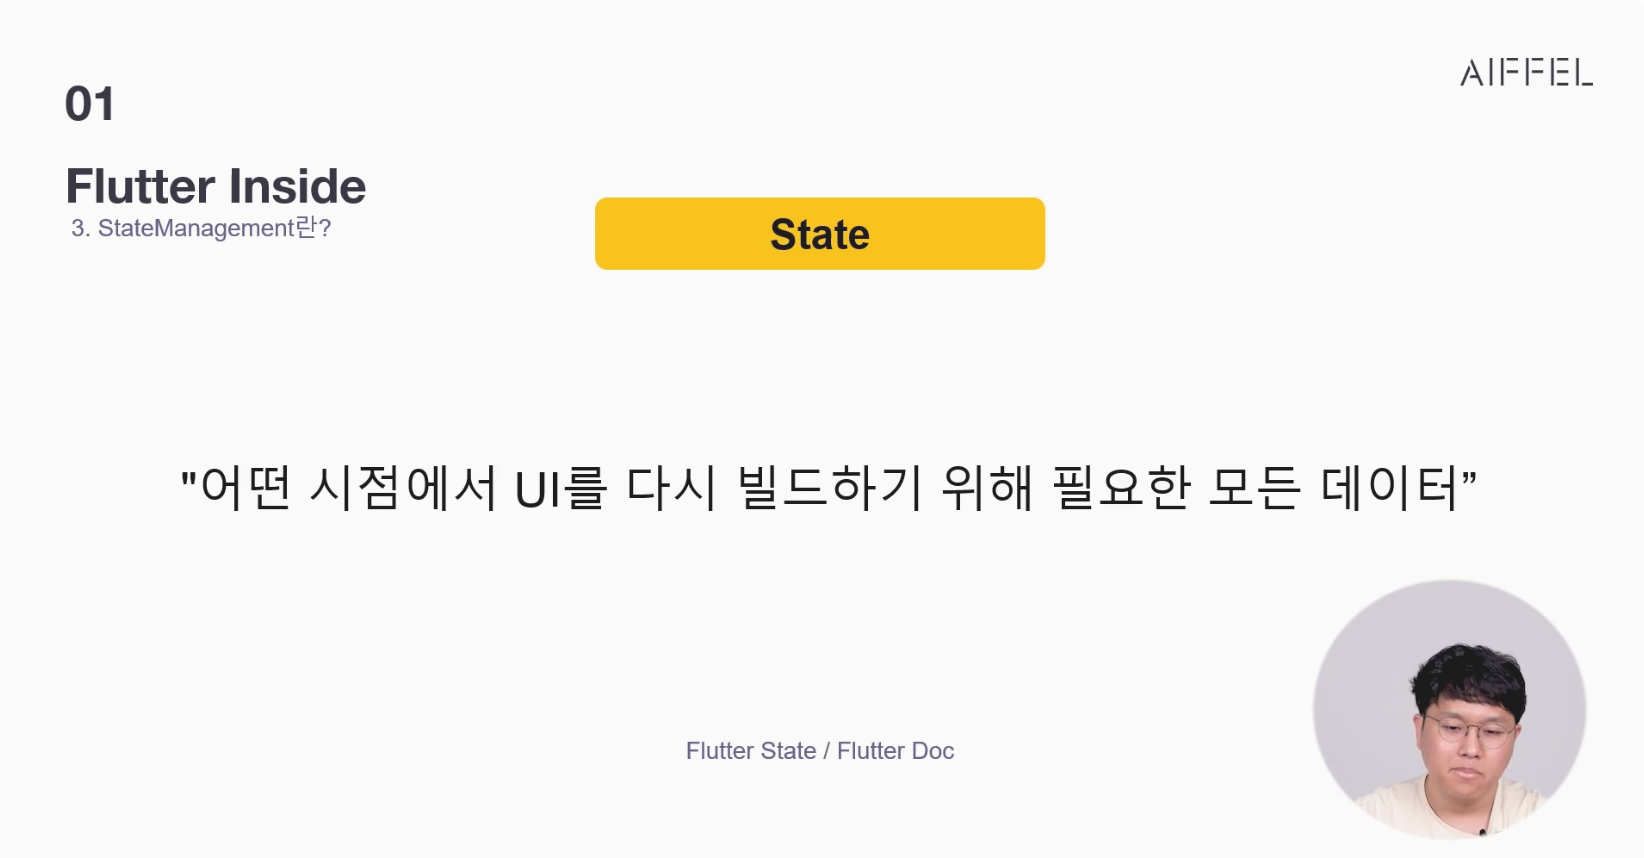 AIFFEL
01
Flutter Inside
3. StateManagement란?
State
"어떤 시점에서 UI를 다시 빌드하기 위해 필요한 모든 데이터”
Flutter State / Flutter Doc